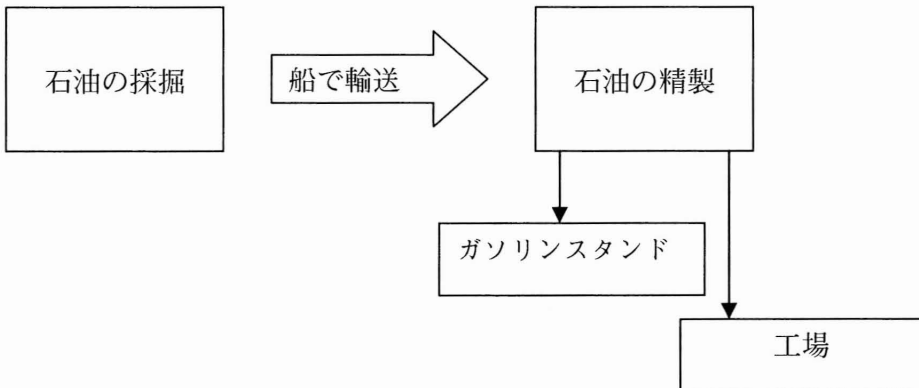 石油の採掘
船で輸送
石油の精製
ガソリンスタンド
工場